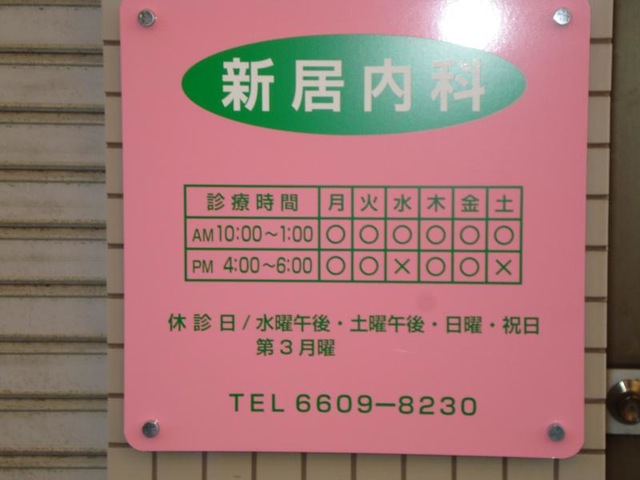 新居内科
診療時間 月 火 水 木 金 土
AM 10:00〜1:00 ○ ○ ○ ○ ○ ○
PM 4:00〜6:00 ○ ○ × ○ ○ ×
休診日/水曜午後・土曜午後・日曜・祝日
第3月曜
TEL 6609-8230